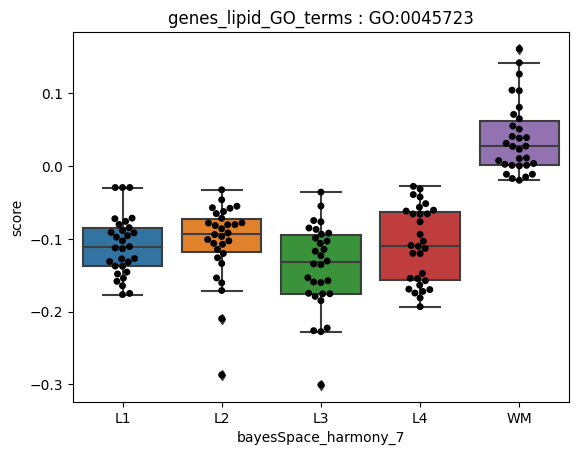 genes_lipid_GO_terms : GO:0045723
0.1
0.0
−0.1
−0.2
−0.3
score
L1 L2 L3 L4 WM
bayesSpace_harmony_7